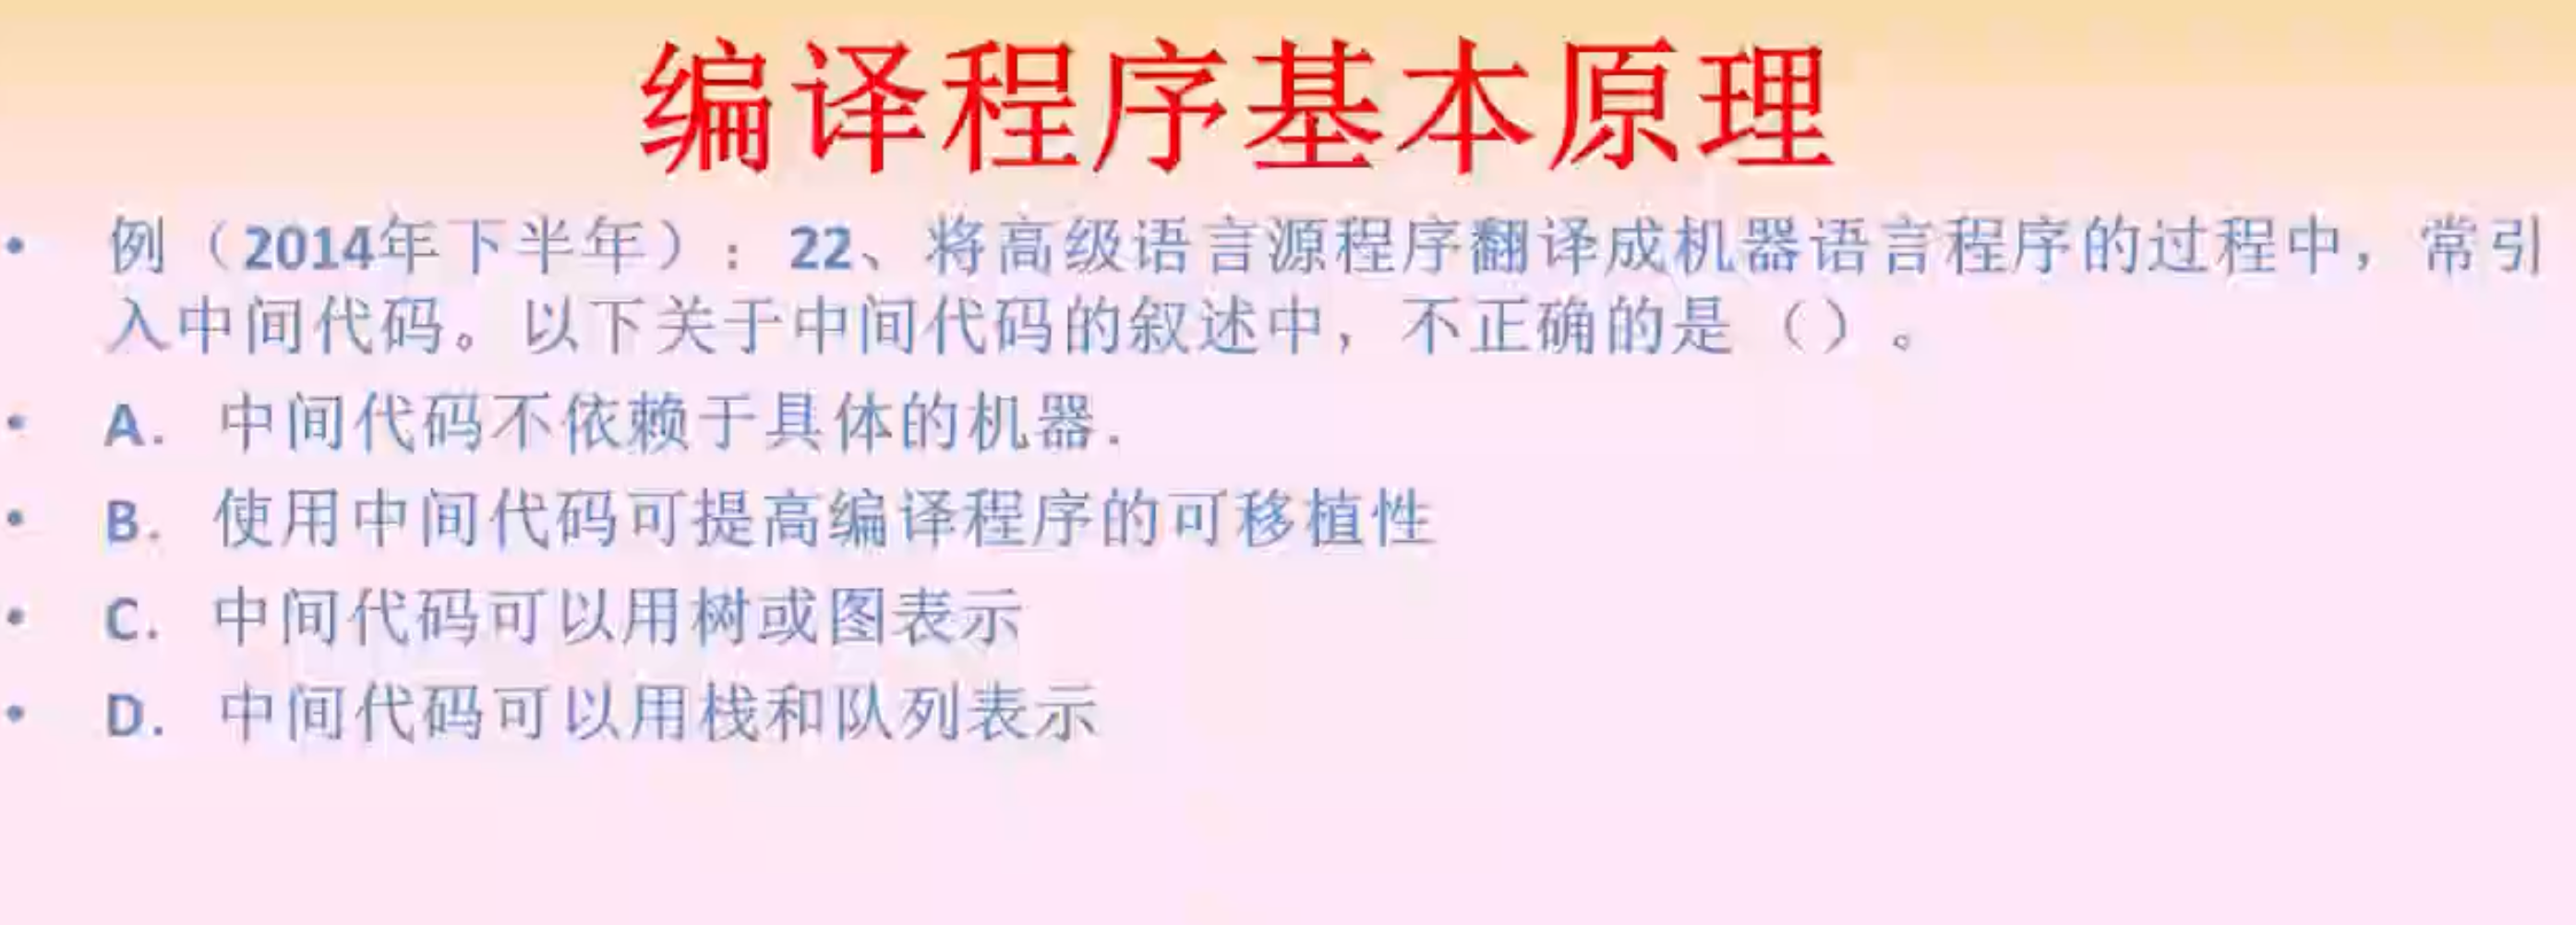 编译程序基本原理
• 例（2014年下半年）：22、将高级语言源程序翻译成机器语言程序的过程中，常引
入中间代码。以下关于中间代码的叙述中，不正确的是（）。
• A. 中间代码不依赖于具体的机器.
• B. 使用中间代码可提高编译程序的可移植性
• C. 中间代码可以用树或图表示
• D. 中间代码可以用栈和队列表示